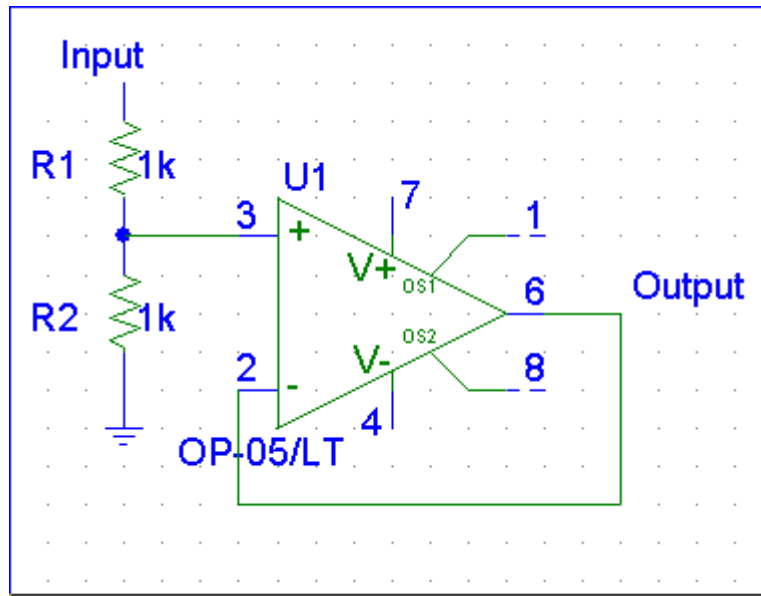 Input
R1
1k
U1
7
3
+
1
V+
OS1
6
Output
R2
1k
OS2
V-
2
-
8
4
OP-05/LT